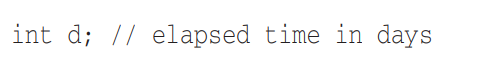 int d; // elapsed time in days